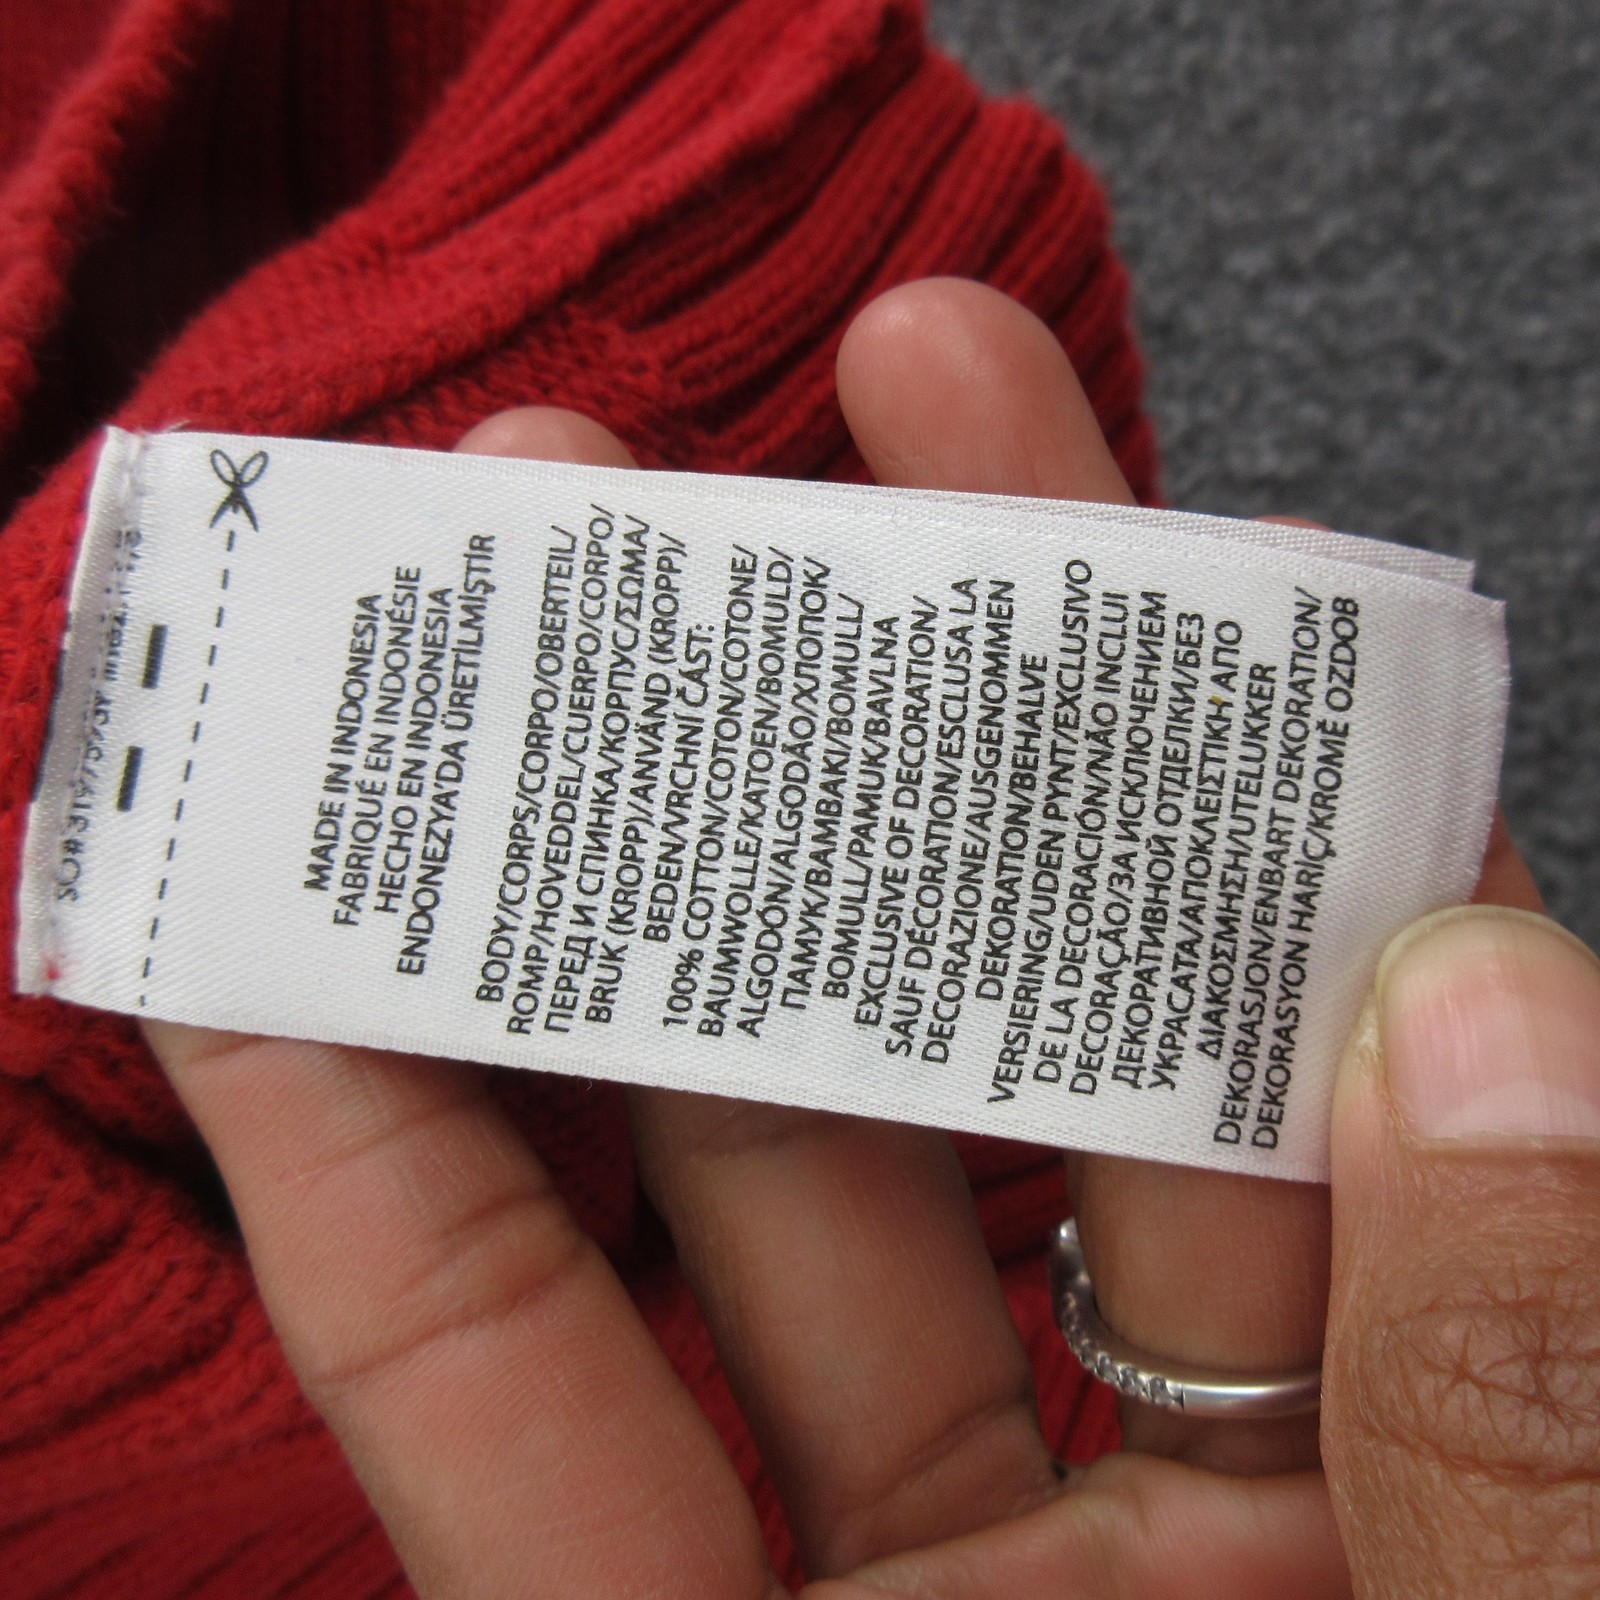 MADE IN INDONESIA
FABRIQUÉ EN INDONÉSIE
HECHO EN INDONESIA
ENDONEZYA'DA ÜRETİLMİŞTİR
BODY/CORPS/CORPO/OBERTEIL/
ROMP/HOVEDDEL/CUERPO/CORPO/
ПЕРЕД И СПИНКА/КОРПУС/ΣΩΜΑ/
BRUK (KROPP)/ANVÄND (KROPP)/
BEDEN/VRCHNÍ ČÁST:
100% COTTON/COTON/COTONE/
BAUMWOLLE/KATOEN/BOMULD/
ALGODÓN/ALGODÃO/ХЛОПОК/
ПАМУК/ΒΑΜΒΑΚΙ/BOMULL/
BOMULL/PAMUK/BAVLNA
EXCLUSIVE OF DECORATION/
SAUF DÉCORATION/ESCLUSA LA
DECORAZIONE/AUSGENOMMEN
DEKORATION/BEHALVE
VERSIERING/UDEN PYNT/EXCLUSIVO
DE LA DECORACIÓN/NÃO INCLUI
DECORAÇÃO/ЗА ИСКЛЮЧЕНИЕМ
ДЕКОРАТИВНОЙ ОТДЕЛКИ/БЕЗ
УКРАСАТА/ΑΠΟΚΛΕΙΣΤΙΚΗ ΑΠΟ
ΔΙΑΚΟΣΜΗΣΗ/UTELUKKER
DEKORASJON/ENBART DEKORATION/
DEKORASYON HARİÇ/KROMĚ OZDOB